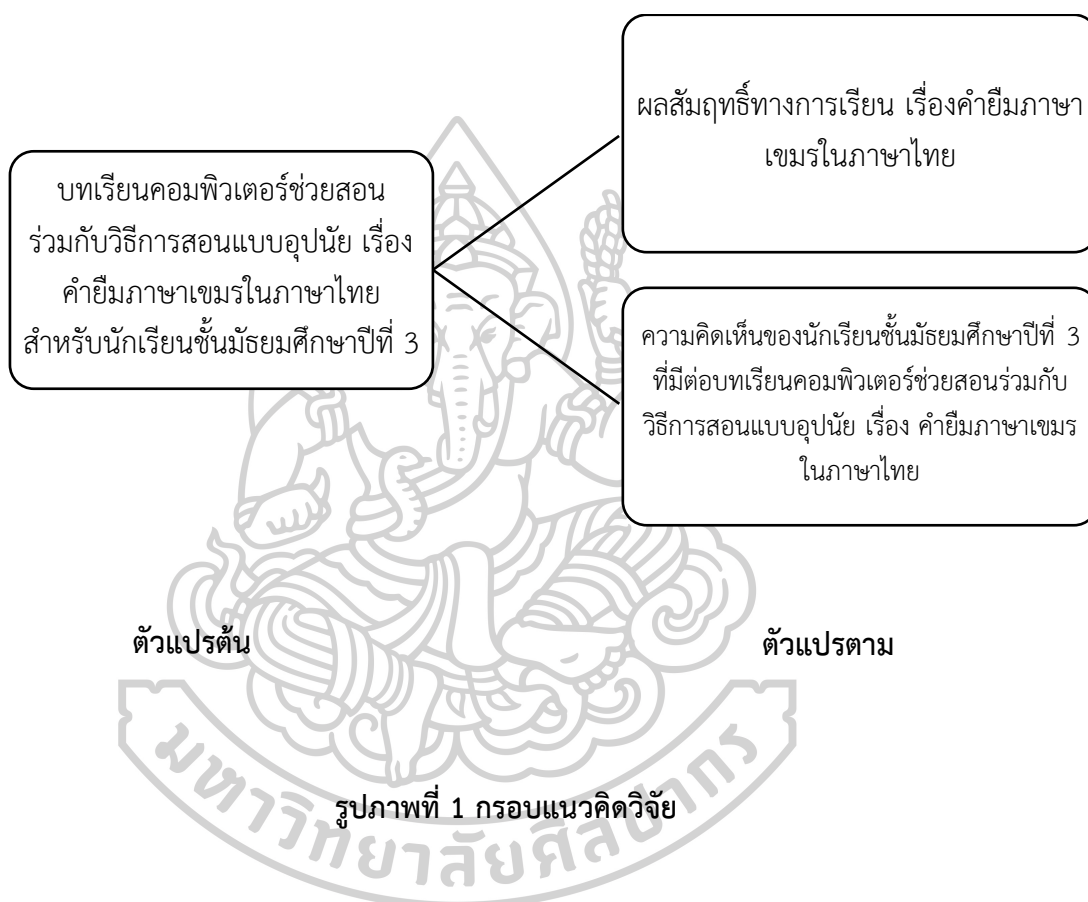 บทเรียนคอมพิวเตอร์ช่วยสอน
ร่วมกับวิธีการสอนแบบอุปนัย เรื่อง
คำยืมภาษาเขมรในภาษาไทย
สำหรับนักเรียนชั้นมัธยมศึกษาปีที่ 3
ผลสัมฤทธิ์ทางการเรียน เรื่องคำยืมภาษา
เขมรในภาษาไทย
ความคิดเห็นของนักเรียนชั้นมัธยมศึกษาปีที่ 3
ที่มีต่อบทเรียนคอมพิวเตอร์ช่วยสอนร่วมกับ
วิธีการสอนแบบอุปนัย เรื่อง คำยืมภาษาเขมร
ในภาษาไทย
ตัวแปรต้น
ตัวแปรตาม
รูปภาพที่ 1 กรอบแนวคิดวิจัย
มหาวิทยาลัยศิลปากร